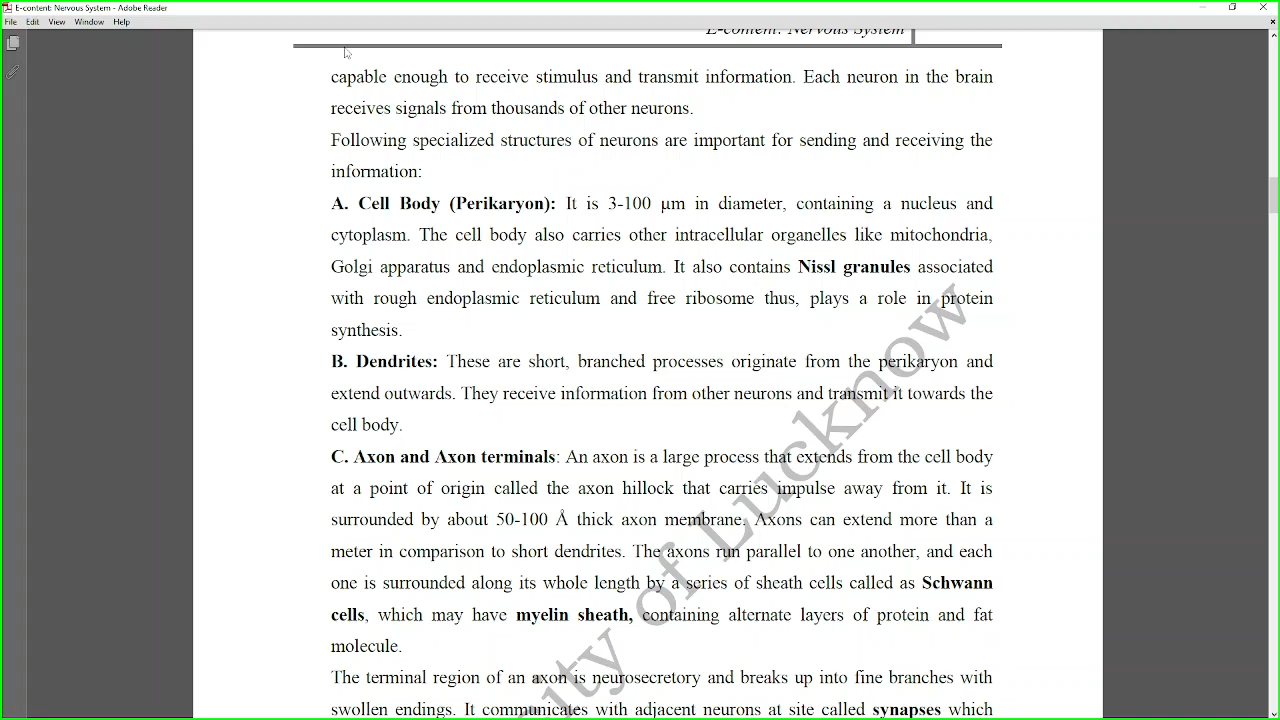 E-content: Nervous System - Adobe Reader
File Edit View Window Help
E-content: Nervous System
capable enough to receive stimulus and transmit information. Each neuron in the brain
receives signals from thousands of other neurons.
Following specialized structures of neurons are important for sending and receiving the
information:
A. Cell Body (Perikaryon): It is 3-100 µm in diameter, containing a nucleus and
cytoplasm. The cell body also carries other intracellular organelles like mitochondria,
Golgi apparatus and endoplasmic reticulum. It also contains Nissl granules associated
with rough endoplasmic reticulum and free ribosome thus, plays a role in protein
synthesis.
B. Dendrites: These are short, branched processes originate from the perikaryon and
extend outwards. They receive information from other neurons and transmit it towards the
cell body.
C. Axon and Axon terminals: An axon is a large process that extends from the cell body
at a point of origin called the axon hillock that carries impulse away from it. It is
surrounded by about 50-100 Å thick axon membrane. Axons can extend more than a
meter in comparison to short dendrites. The axons run parallel to one another, and each
one is surrounded along its whole length by a series of sheath cells called as Schwann
cells, which may have myelin sheath, containing alternate layers of protein and fat
molecule.
The terminal region of an axon is neurosecretory and breaks up into fine branches with
swollen endings. It communicates with adjacent neurons at site called synapses which
ity of Lucknow